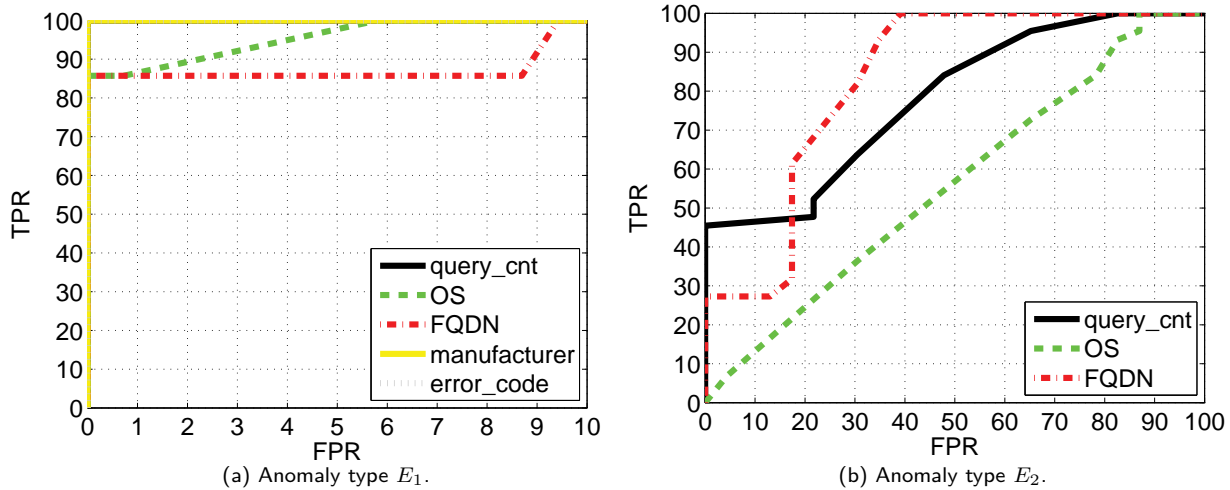 100
90
80
70
60
50
40
30
20
10
0
TPR
0 1 2 3 4 5 6 7 8 9 10
FPR
query_cnt
OS
FQDN
manufacturer
error_code
(a) Anomaly type E1.
100
90
80
70
60
50
40
30
20
10
0
TPR
0 10 20 30 40 50 60 70 80 90 100
FPR
query_cnt
OS
FQDN
(b) Anomaly type E2.